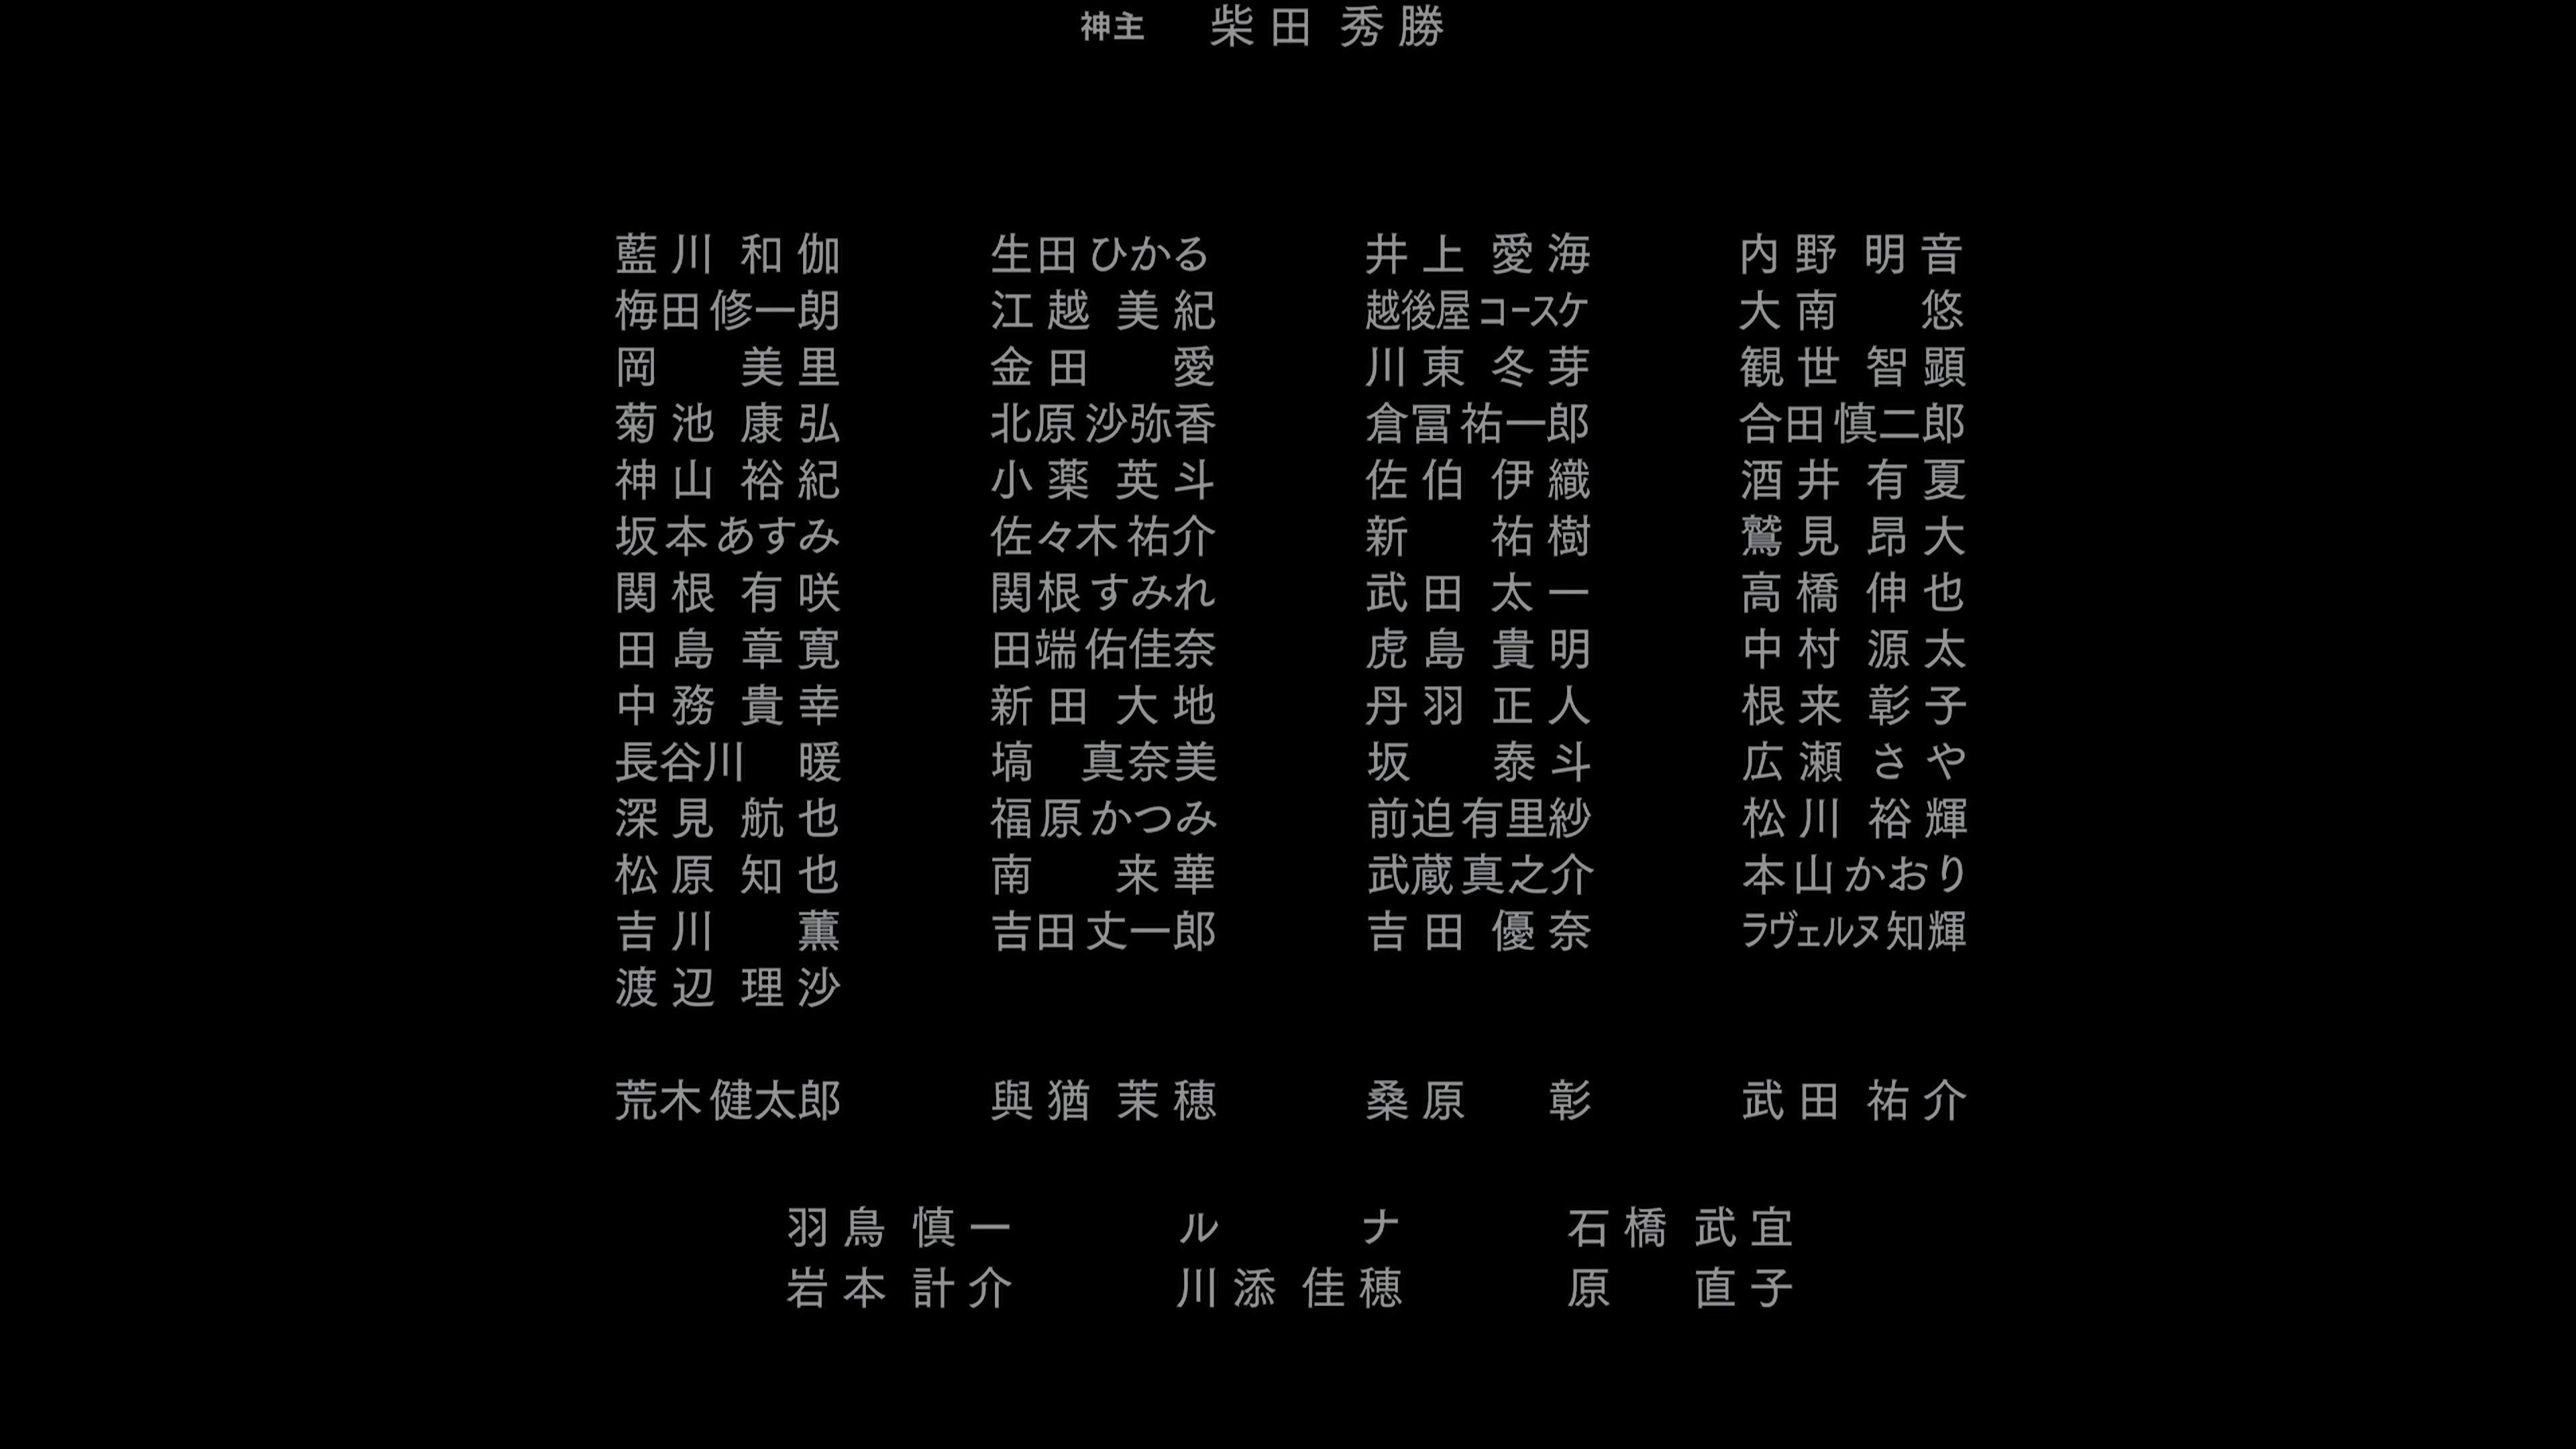 神主 柴田 秀勝
藍川 和伽 生田 ひかる 井上 愛海 内野 明音
梅田 修一朗 江越 美紀 越後屋 コースケ 大南 悠
岡 美里 金田 愛 川東 冬芽 観世 智顕
菊池 康弘 北原 沙弥香 倉冨 祐一郎 合田 慎二郎
神山 裕紀 小薬 英斗 佐伯 伊織 酒井 有夏
坂本 あすみ 佐々木 祐介 新 祐樹 鷲見 昂大
関根 有咲 関根 すみれ 武田 太一 高橋 伸也
田島 章寛 田端 佑佳奈 虎島 貴明 中村 源太
中務 貴幸 新田 大地 丹羽 正人 根来 彰子
長谷川 暖 塙 真奈美 坂 泰斗 広瀬 さや
深見 航也 福原 かつみ 前迫 有里紗 松川 裕輝
松原 知也 南 来華 武蔵 真之介 本山 かおり
吉川 薫 吉田 丈一郎 吉田 優奈 ラヴェルヌ 知輝
渡辺 理沙
荒木 健太郎 與猶 茉穂 桑原 彰 武田 祐介
羽鳥 慎一 ルナ 石橋 武宜
岩本 計介 川添 佳穂 原 直子